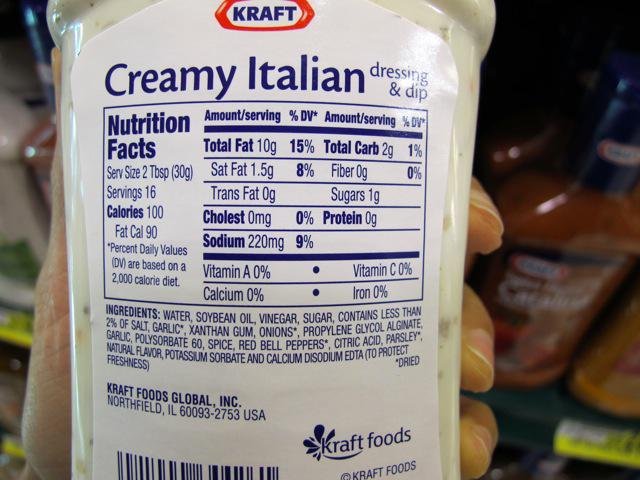 KRAFT
Creamy Italian dressing & dip
Nutrition Facts
Serv Size 2 Tbsp (30g)
Servings 16
Calories 100
Fat Cal 90
*Percent Daily Values
(DV) are based on a
2,000 calorie diet.
Amount/serving % DV* Amount/serving % DV*
Total Fat 10g 15% Total Carb 2g 1%
Sat Fat 1.5g 8% Fiber 0g 0%
Trans Fat 0g Sugars 1g
Cholest 0mg 0% Protein 0g
Sodium 220mg 9%
Vitamin A 0% • Vitamin C 0%
Calcium 0% • Iron 0%
INGREDIENTS: WATER, SOYBEAN OIL, VINEGAR, SUGAR, CONTAINS LESS THAN
2% OF SALT, GARLIC*, XANTHAN GUM, ONIONS*, PROPYLENE GLYCOL ALGINATE,
GARLIC, POLYSORBATE 60, SPICE, RED BELL PEPPERS*, CITRIC ACID, PARSLEY*,
NATURAL FLAVOR, POTASSIUM SORBATE AND CALCIUM DISODIUM EDTA (TO PROTECT
FRESHNESS) *DRIED
KRAFT FOODS GLOBAL, INC.
NORTHFIELD, IL 60093-2753 USA
kraft foods
© KRAFT FOODS